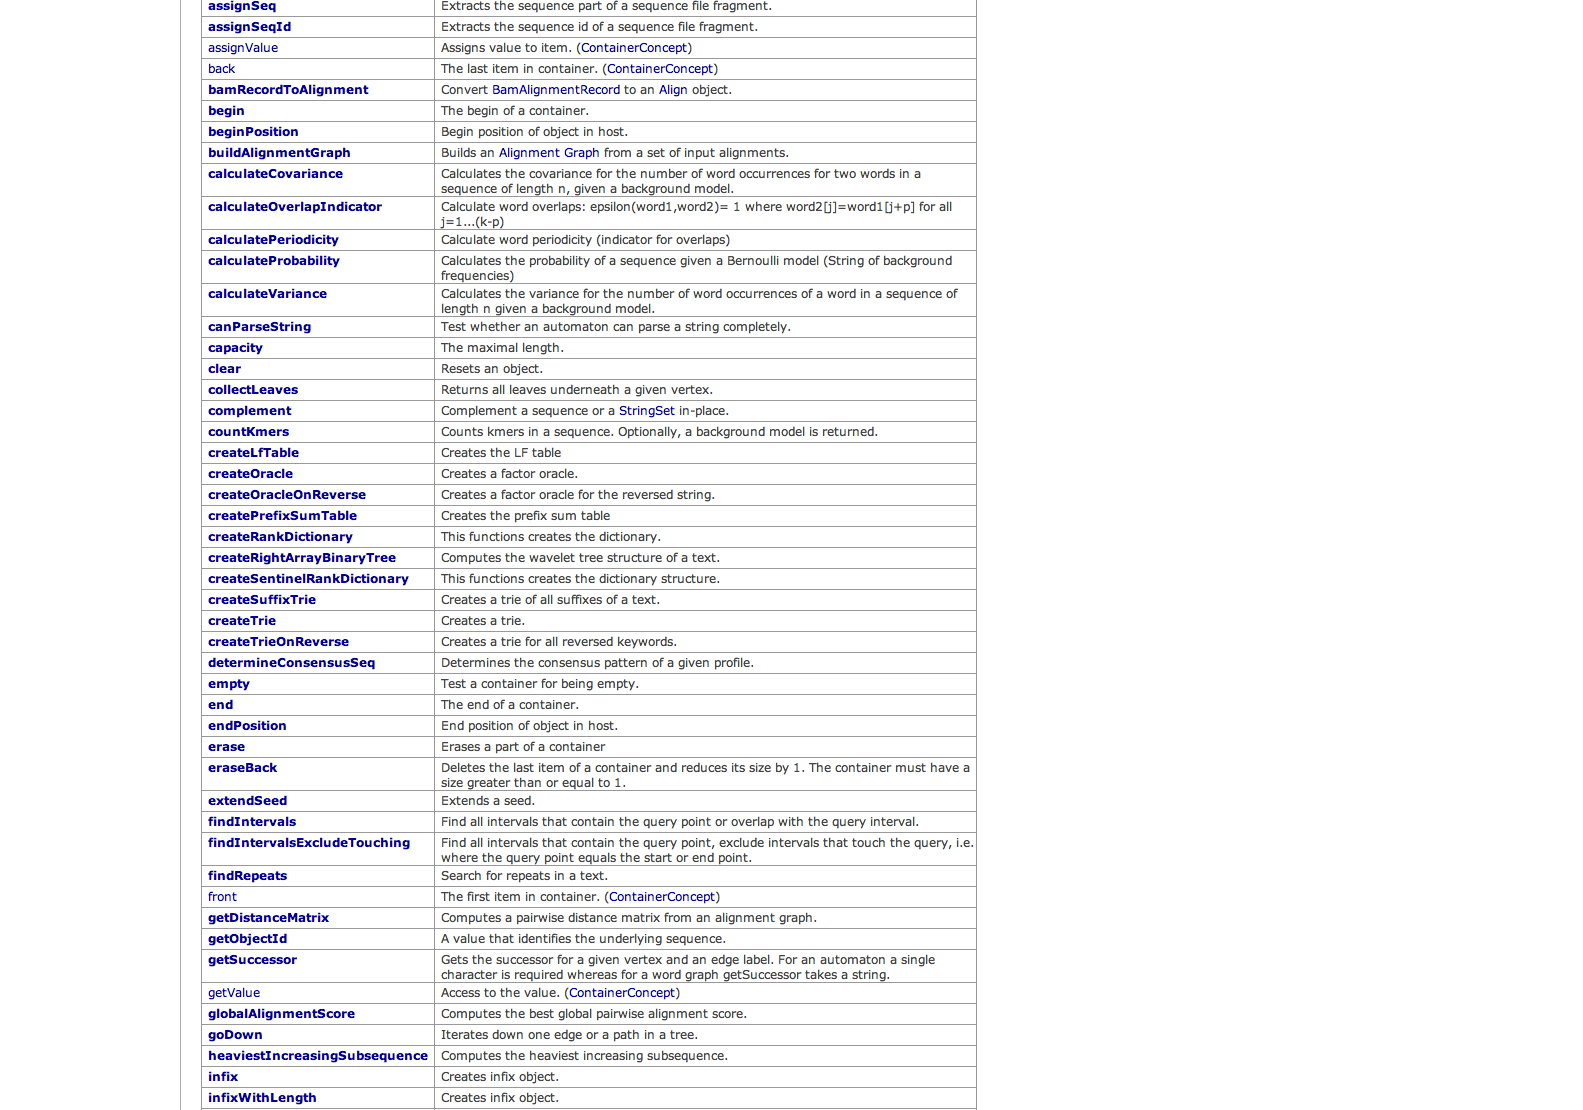 assignSeq Extracts the sequence part of a sequence file fragment.
assignSeqId Extracts the sequence id of a sequence file fragment.
assignValue Assigns value to item. (ContainerConcept)
back The last item in container. (ContainerConcept)
bamRecordToAlignment Convert BamAlignmentRecord to an Align object.
begin The begin of a container.
beginPosition Begin position of object in host.
buildAlignmentGraph Builds an Alignment Graph from a set of input alignments.
calculateCovariance Calculates the covariance for the number of word occurrences for two words in a
sequence of length n, given a background model.
calculateOverlapIndicator Calculate word overlaps: epsilon(word1,word2)= 1 where word2[j]=word1[j+p] for all
j=1...(k-p)
calculatePeriodicity Calculate word periodicity (indicator for overlaps)
calculateProbability Calculates the probability of a sequence given a Bernoulli model (String of background
frequencies)
calculateVariance Calculates the variance for the number of word occurrences of a word in a sequence of
length n given a background model.
canParseString Test whether an automaton can parse a string completely.
capacity The maximal length.
clear Resets an object.
collectLeaves Returns all leaves underneath a given vertex.
complement Complement a sequence or a StringSet in-place.
countKmers Counts kmers in a sequence. Optionally, a background model is returned.
createLfTable Creates the LF table
createOracle Creates a factor oracle.
createOracleOnReverse Creates a factor oracle for the reversed string.
createPrefixSumTable Creates the prefix sum table
createRankDictionary This functions creates the dictionary.
createRightArrayBinaryTree Computes the wavelet tree structure of a text.
createSentinelRankDictionary This functions creates the dictionary structure.
createSuffixTrie Creates a trie of all suffixes of a text.
createTrie Creates a trie.
createTrieOnReverse Creates a trie for all reversed keywords.
determineConsensusSeq Determines the consensus pattern of a given profile.
empty Test a container for being empty.
end The end of a container.
endPosition End position of object in host.
erase Erases a part of a container
eraseBack Deletes the last item of a container and reduces its size by 1. The container must have a
size greater than or equal to 1.
extendSeed Extends a seed.
findIntervals Find all intervals that contain the query point or overlap with the query interval.
findIntervalsExcludeTouching Find all intervals that contain the query point, exclude intervals that touch the query, i.e.
where the query point equals the start or end point.
findRepeats Search for repeats in a text.
front The first item in container. (ContainerConcept)
getDistanceMatrix Computes a pairwise distance matrix from an alignment graph.
getObjectId A value that identifies the underlying sequence.
getSuccessor Gets the successor for a given vertex and an edge label. For an automaton a single
character is required whereas for a word graph getSuccessor takes a string.
getValue Access to the value. (ContainerConcept)
globalAlignmentScore Computes the best global pairwise alignment score.
goDown Iterates down one edge or a path in a tree.
heaviestIncreasingSubsequence Computes the heaviest increasing subsequence.
infix Creates infix object.
infixWithLength Creates infix object.